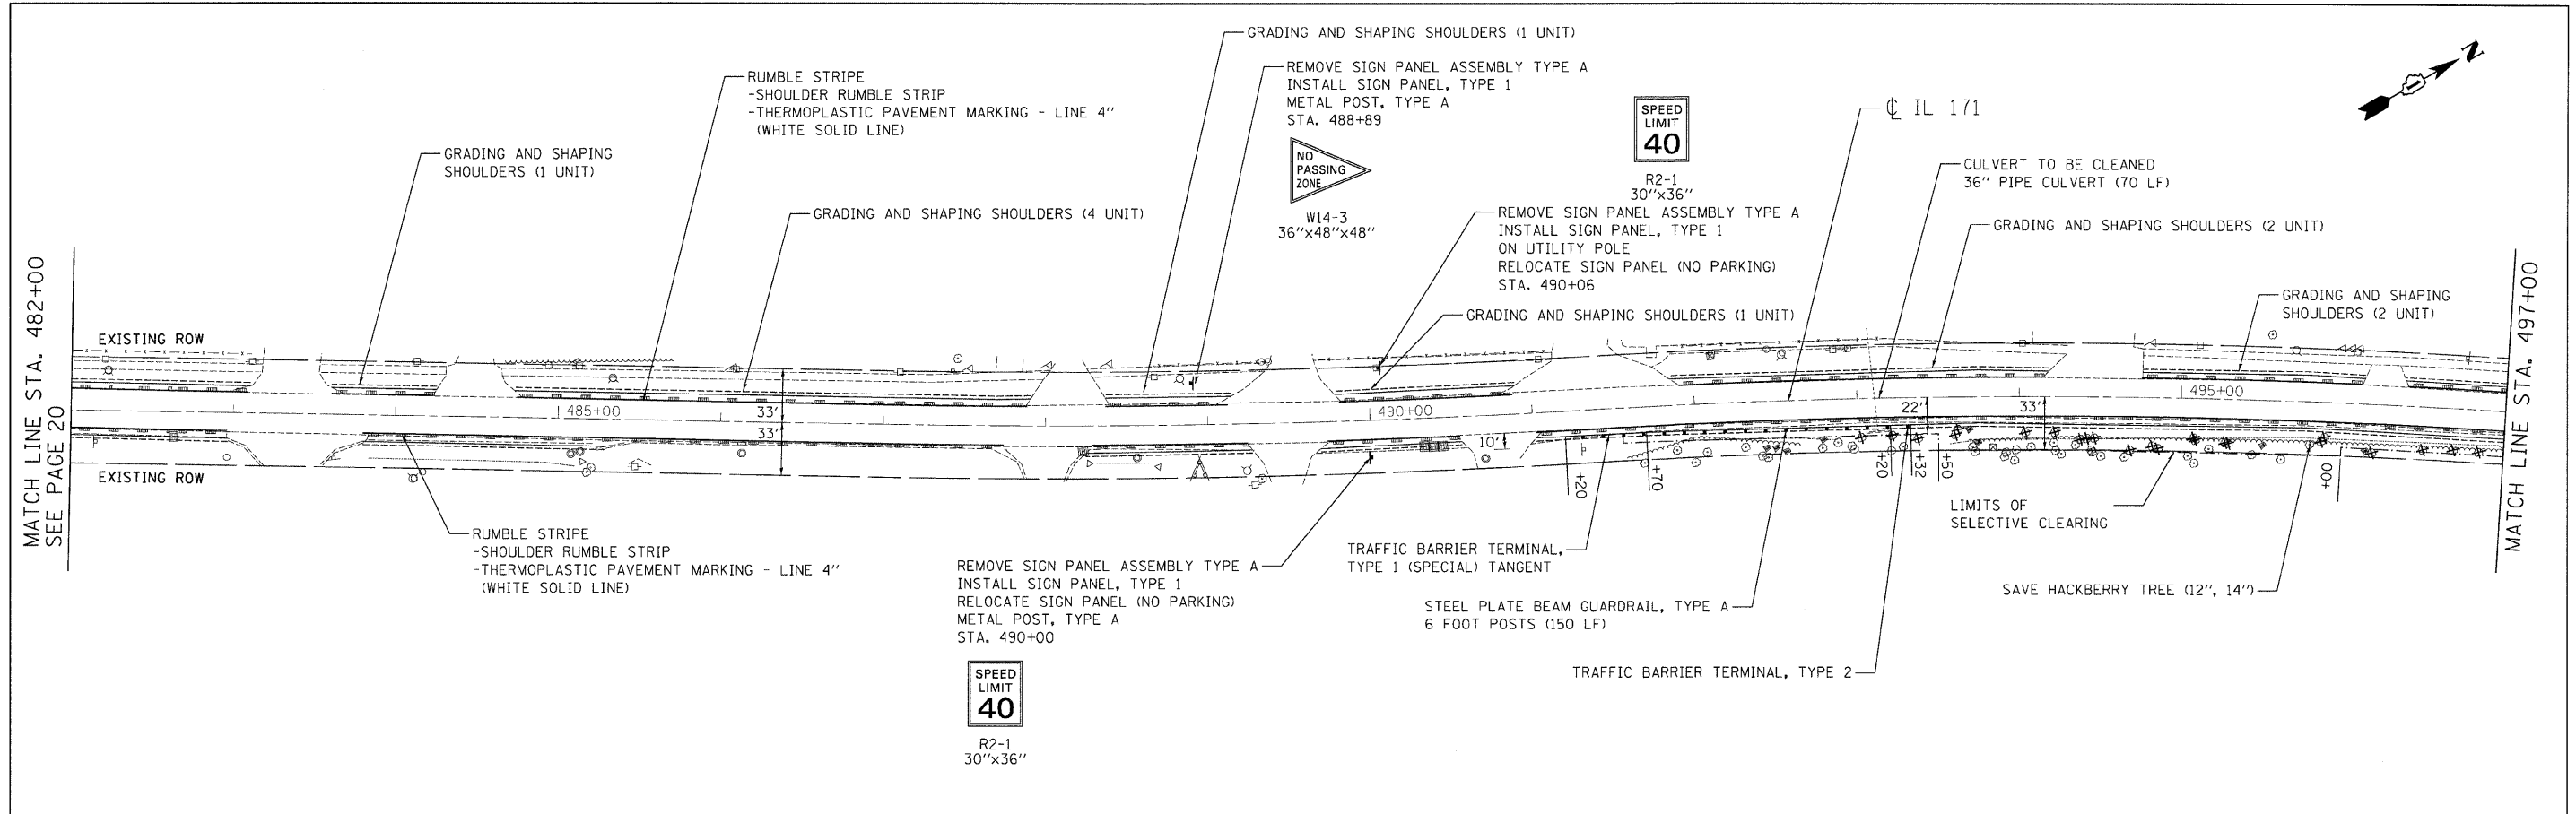 GRADING AND SHAPING SHOULDERS (1 UNIT)
RUMBLE STRIPE
-SHOULDER RUMBLE STRIP
-THERMOPLASTIC PAVEMENT MARKING - LINE 4"
(WHITE SOLID LINE)
REMOVE SIGN PANEL ASSEMBLY TYPE A
INSTALL SIGN PANEL, TYPE 1
METAL POST, TYPE A
STA. 488+89
NO
PASSING
ZONE
W14-3
36"x48"x48"
SPEED
LIMIT
40
R2-1
30"x36"
℄ IL 171
N
GRADING AND SHAPING
SHOULDERS (1 UNIT)
GRADING AND SHAPING SHOULDERS (4 UNIT)
REMOVE SIGN PANEL ASSEMBLY TYPE A
INSTALL SIGN PANEL, TYPE 1
ON UTILITY POLE
RELOCATE SIGN PANEL (NO PARKING)
STA. 490+06
CULVERT TO BE CLEANED
36" PIPE CULVERT (70 LF)
GRADING AND SHAPING SHOULDERS (2 UNIT)
GRADING AND SHAPING SHOULDERS (1 UNIT)
GRADING AND SHAPING
SHOULDERS (2 UNIT)
MATCH LINE STA. 482+00
SEE PAGE 20
EXISTING ROW
485+00
33'
33'
490+00
22'
33'
495+00
10'
EXISTING ROW
+20
+70
+20
+32
+50
+00
MATCH LINE STA. 497+00
RUMBLE STRIPE
-SHOULDER RUMBLE STRIP
-THERMOPLASTIC PAVEMENT MARKING - LINE 4"
(WHITE SOLID LINE)
REMOVE SIGN PANEL ASSEMBLY TYPE A
INSTALL SIGN PANEL, TYPE 1
RELOCATE SIGN PANEL (NO PARKING)
METAL POST, TYPE A
STA. 490+00
SPEED
LIMIT
40
R2-1
30"x36"
TRAFFIC BARRIER TERMINAL,
TYPE 1 (SPECIAL) TANGENT
STEEL PLATE BEAM GUARDRAIL, TYPE A
6 FOOT POSTS (150 LF)
TRAFFIC BARRIER TERMINAL, TYPE 2
LIMITS OF
SELECTIVE CLEARING
SAVE HACKBERRY TREE (12", 14")